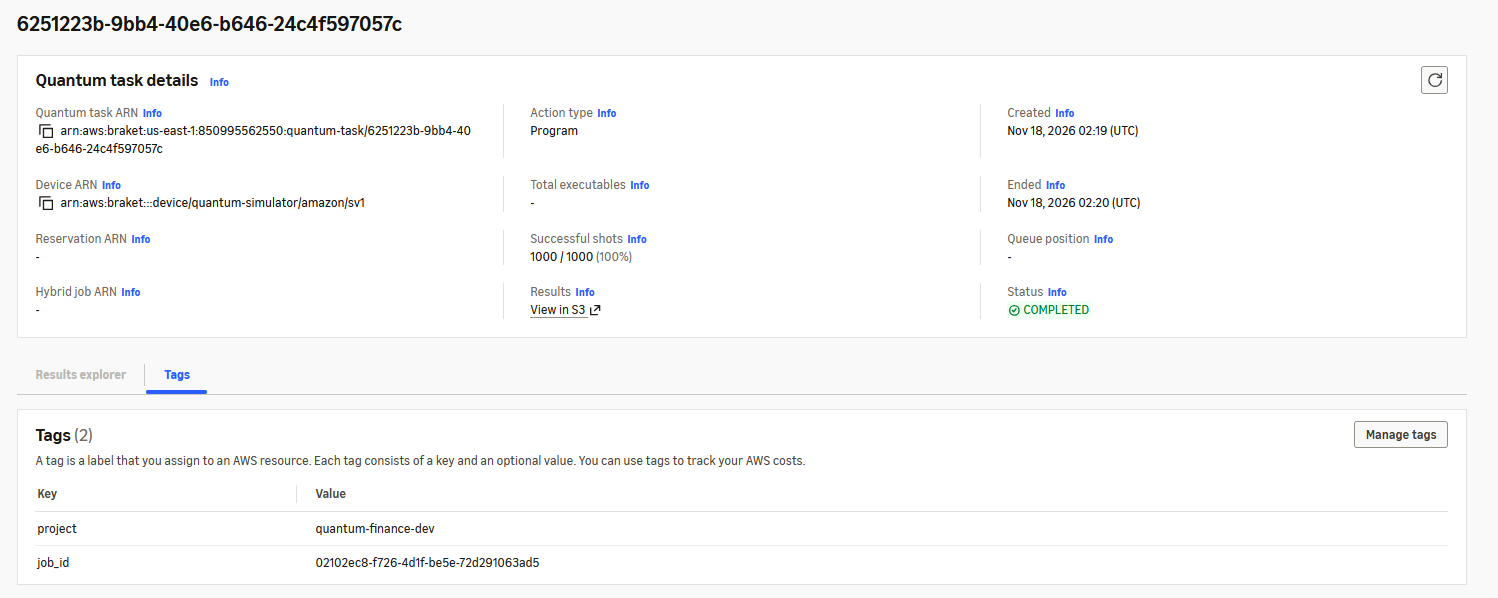 6251223b-9bb4-40e6-b646-24c4f597057c
Quantum task details Info
Quantum task ARN Info
arn:aws:braket:us-east-1:850995562550:quantum-task/6251223b-9bb4-40
e6-b646-24c4f597057c
Action type Info
Program
Created Info
Nov 18, 2026 02:19 (UTC)
Device ARN Info
arn:aws:braket:::device/quantum-simulator/amazon/sv1
Total executables Info
-
Ended Info
Nov 18, 2026 02:20 (UTC)
Reservation ARN Info
-
Successful shots Info
1000 / 1000 (100%)
Queue position Info
-
Hybrid job ARN Info
-
Results Info
View in S3
Status Info
COMPLETED
Results explorer
Tags
Tags (2)
Manage tags
A tag is a label that you assign to an AWS resource. Each tag consists of a key and an optional value. You can use tags to track your AWS costs.
Key Value
project quantum-finance-dev
job_id 02102ec8-f726-4d1f-be5e-72d291063ad5